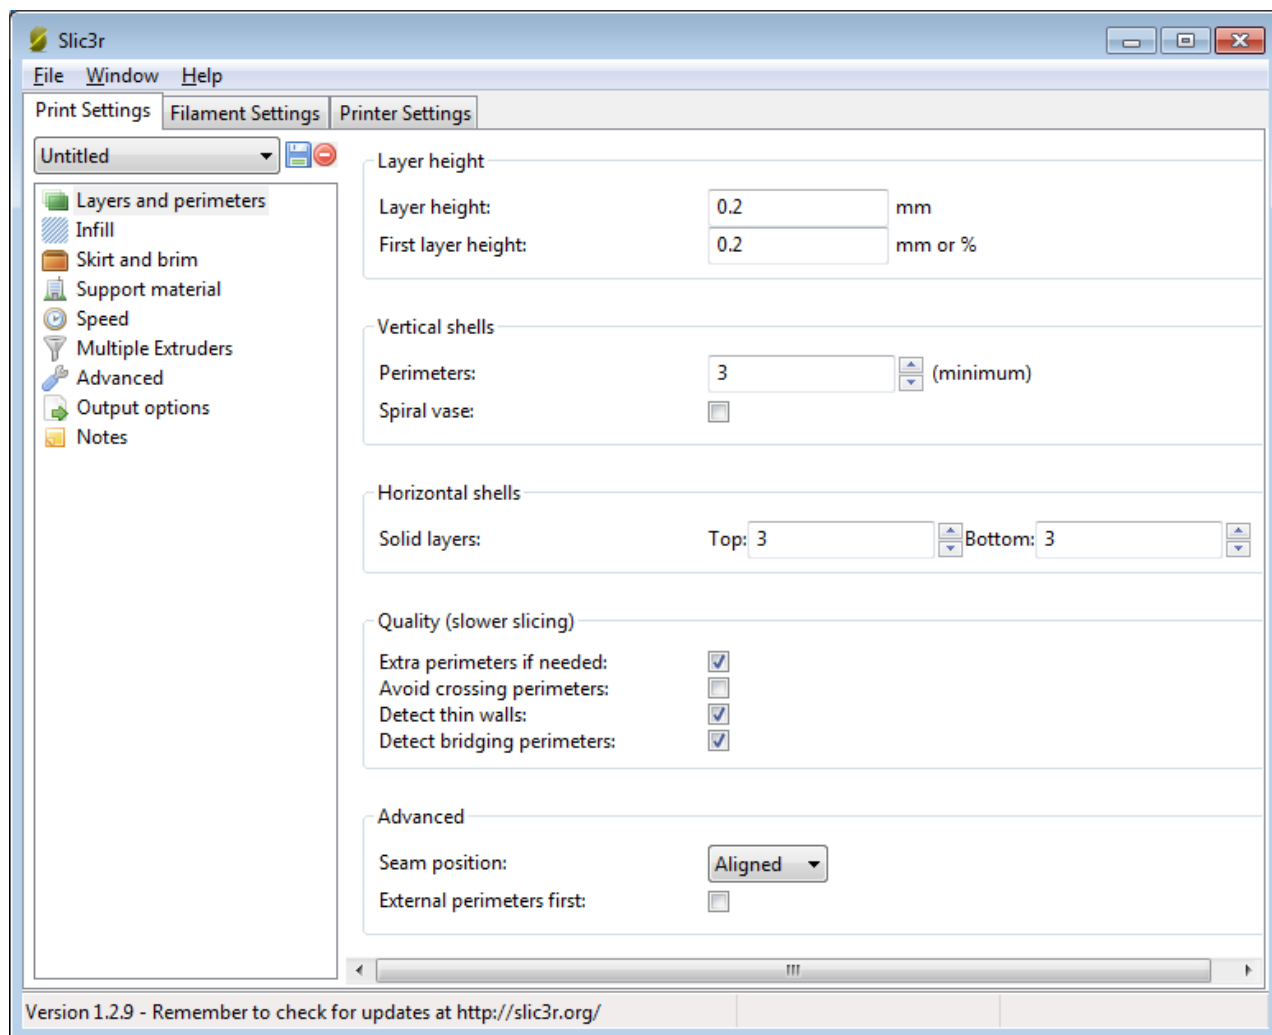 Slic3r
File Window Help
Print Settings Filament Settings Printer Settings
Untitled
Layers and perimeters
Infill
Skirt and brim
Support material
Speed
Multiple Extruders
Advanced
Output options
Notes
Layer height
Layer height: 0.2 mm
First layer height: 0.2 mm or %
Vertical shells
Perimeters: 3 (minimum)
Spiral vase:
Horizontal shells
Solid layers: Top: 3 Bottom: 3
Quality (slower slicing)
Extra perimeters if needed:
Avoid crossing perimeters:
Detect thin walls:
Detect bridging perimeters:
Advanced
Seam position: Aligned
External perimeters first:
Version 1.2.9 - Remember to check for updates at http://slic3r.org/